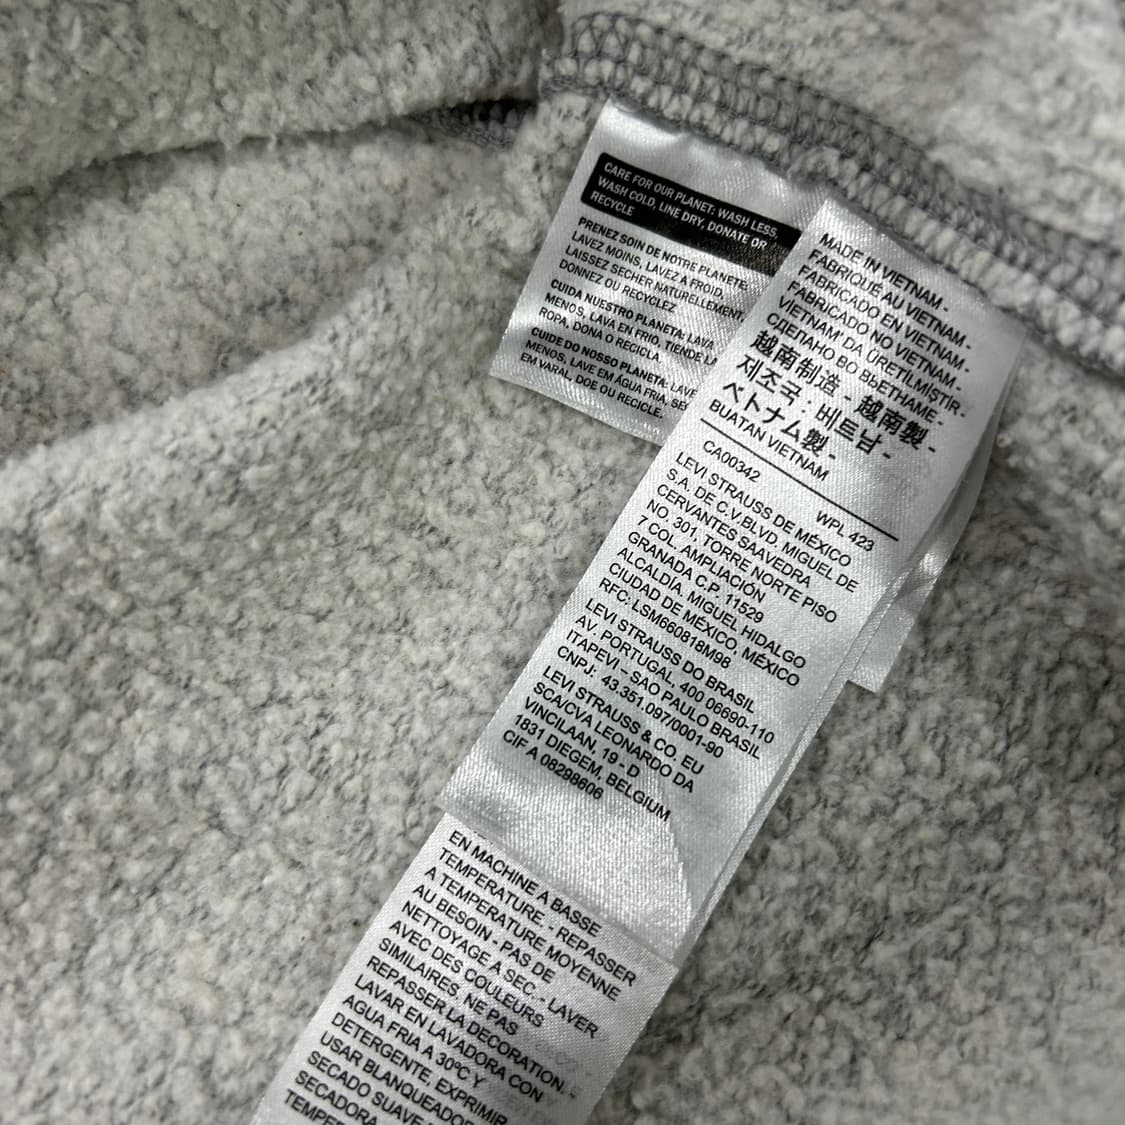 CARE FOR OUR PLANET: WASH LESS,
WASH COLD, LINE DRY, DONATE OR
RECYCLE
PRENEZ SOIN DE NOTRE PLANETE:
LAVEZ MOINS, LAVEZ A FROID,
LAISSEZ SECHER NATURELLEMENT,
DONNEZ OU RECYCLEZ
CUIDA NUESTRO PLANETA: LAVA
MENOS, LAVA EN FRIO, TIENDE LA
ROPA, DONA O RECICLA
CUIDE DO NOSSO PLANETA: LAVE
MENOS, LAVE EM ÁGUA FRIA,
EM VARAL, DOE OU RECICLE.
MADE IN VIETNAM -
FABRIQUÉ AU VIETNAM -
FABRICADO EN VIETNAM -
FABRICADO NO VIETNAM -
VİETNAM' DA ÜRETİLMİŞTİR -
СДЕЛАНО ВО ВЬЕТНАМЕ -
越南制造 - 越南製 -
제조국 : 베트남 -
ベトナム製 -
BUATAN VIETNAM
CA00342
WPL 423
LEVI STRAUSS DE MÉXICO
S.A. DE C.V.BLVD. MIGUEL DE
CERVANTES SAAVEDRA
NO. 301, TORRE NORTE PISO
7 COL. AMPLIACIÓN
GRANADA C.P. 11529
ALCALDÍA. MIGUEL HIDALGO
CIUDAD DE MÉXICO, MÉXICO
RFC: LSM660818M98
LEVI STRAUSS DO BRASIL
AV. PORTUGAL, 400 06690-110
ITAPEVI - SAO PAULO BRASIL
CNPJ: 43.351.097/0001-90
LEVI STRAUSS & CO. EU
SCA/CVA LEONARDO DA
VINCILAAN, 19 - D
1831 DIEGEM, BELGIUM
CIF A 08298606
EN MACHINE A BASSE
TEMPERATURE. - REPASSER
A TEMPERATURE MOYENNE
AU BESOIN - PAS DE
NETTOYAGE A SEC. - LAVER
AVEC DES COULEURS
SIMILAIRES. NE PAS
REPASSER LA DECORATION. -
LAVAR EN LAVADORA CON
AGUA FRIA A 30ºC Y
DETERGENTE, EXPRIMIR
USAR BLANQUEADOR
SECADO SUAVE
SECADORA